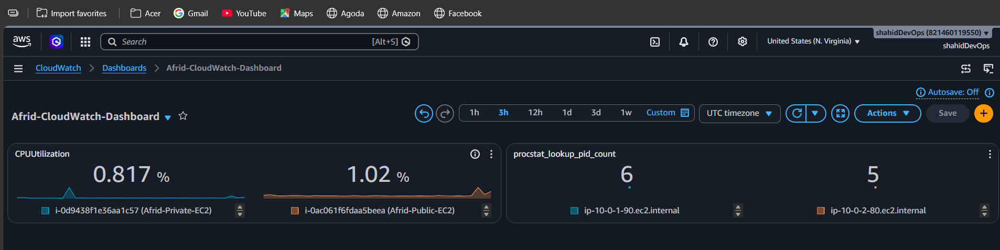 Import favorites Acer Gmail YouTube Maps Agoda Amazon Facebook
aws Search [Alt+S] United States (N. Virginia) shahidDevOps (821460119550)
shahidDevOps
CloudWatch Dashboards Afrid-CloudWatch-Dashboard
Autosave: Off
Afrid-CloudWatch-Dashboard 1h 3h 12h 1d 3d 1w Custom UTC timezone Actions Save
CPUUtilization
0.817 % 1.02 %
i-0d9438f1e36aa1c57 (Afrid-Private-EC2) i-0ac061f6fdaa5beea (Afrid-Public-EC2)
procstat_lookup_pid_count
6 5
ip-10-0-1-90.ec2.internal ip-10-0-2-80.ec2.internal